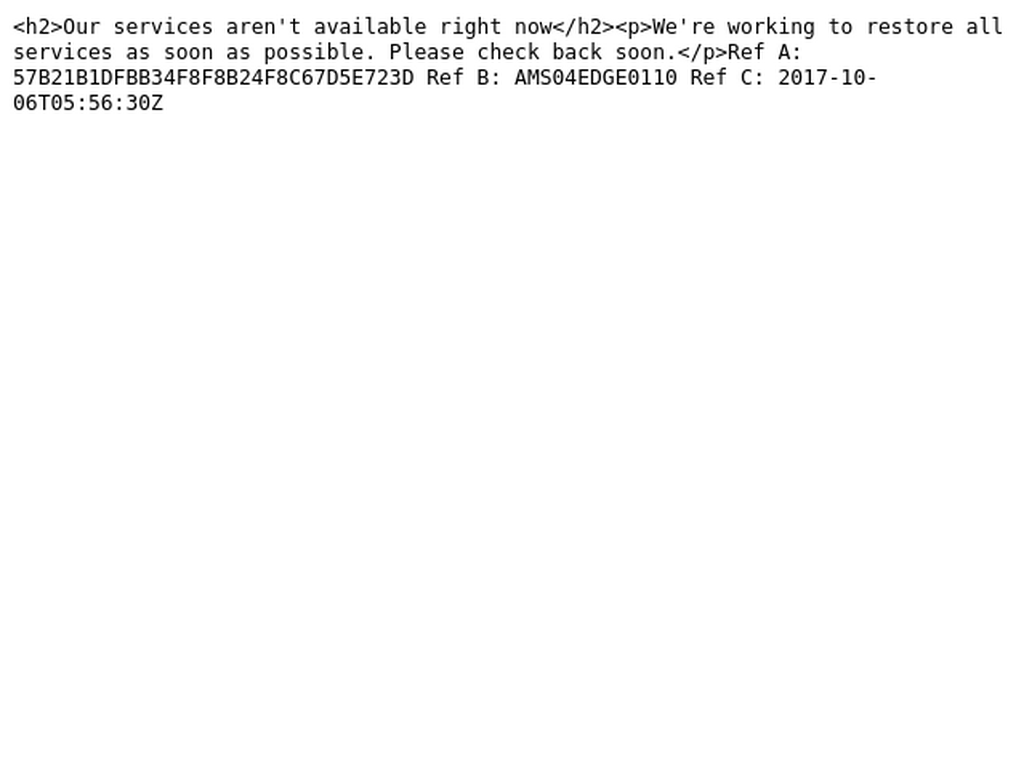 <h2>Our services aren't available right now</h2><p>We're working to restore all
services as soon as possible. Please check back soon.</p>Ref A:
57B21B1DFBB34F8F8B24F8C67D5E723D Ref B: AMS04EDGE0110 Ref C: 2017-10-
06T05:56:30Z